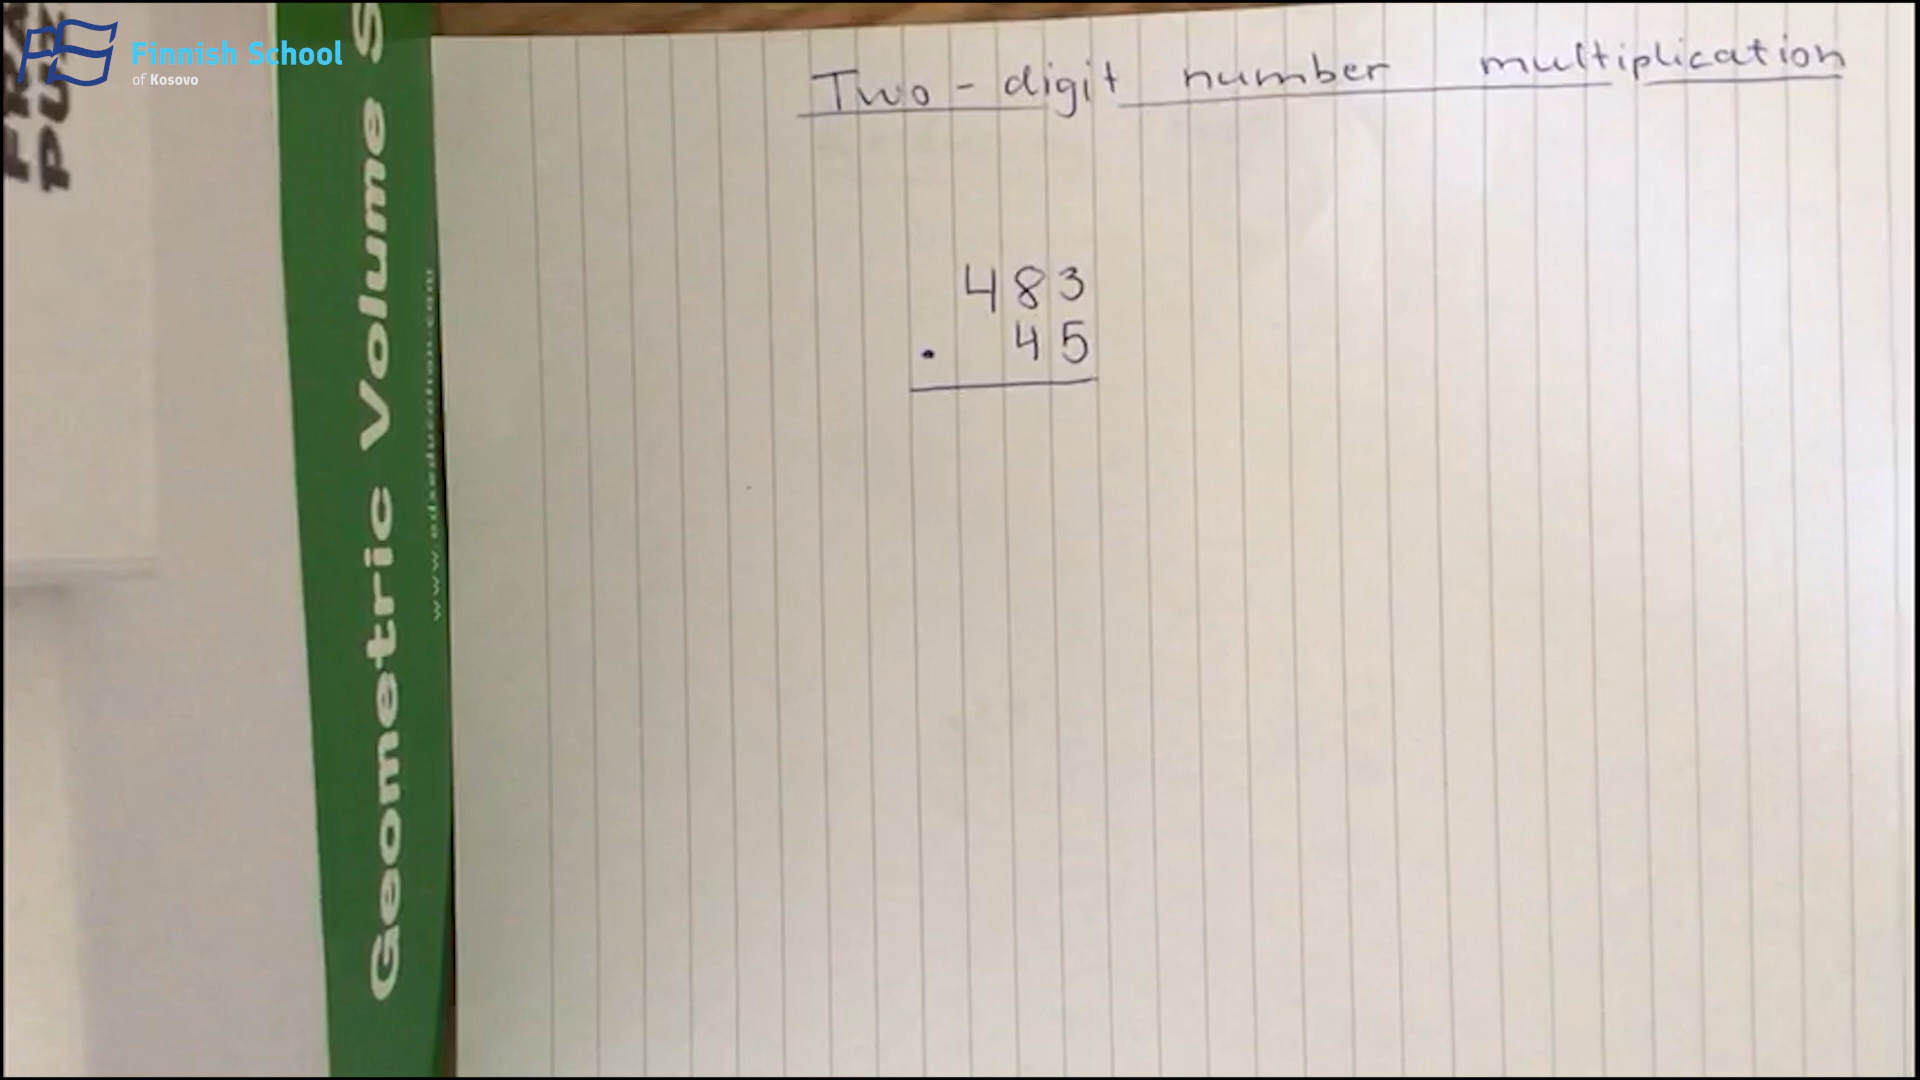 Finnish School
of Kosovo
Two-digit number multiplication
483
. 45
Geometric Volume S
www.edxeducation.com